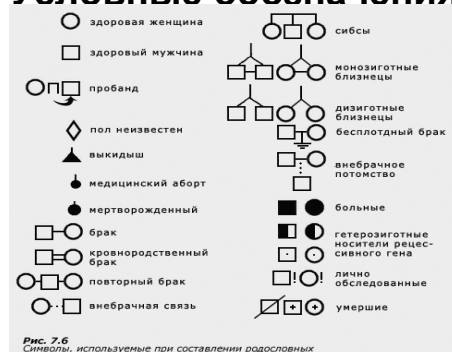 Условные обозначения
здоровая женщина
здоровый мужчина
пробанд
пол неизвестен
выкидыш
медицинский аборт
мертворожденный
брак
кровнородственный
брак
повторный брак
внебрачная связь
сибсы
монозиготные
близнецы
дизиготные
близнецы
бесплотдный брак
внебрачное
потомство
больные
гетерозиготные
носители рецес-
сивного гена
лично
обследованные
умершие
Рис. 7.6
Символы, используемые при составлении родословных